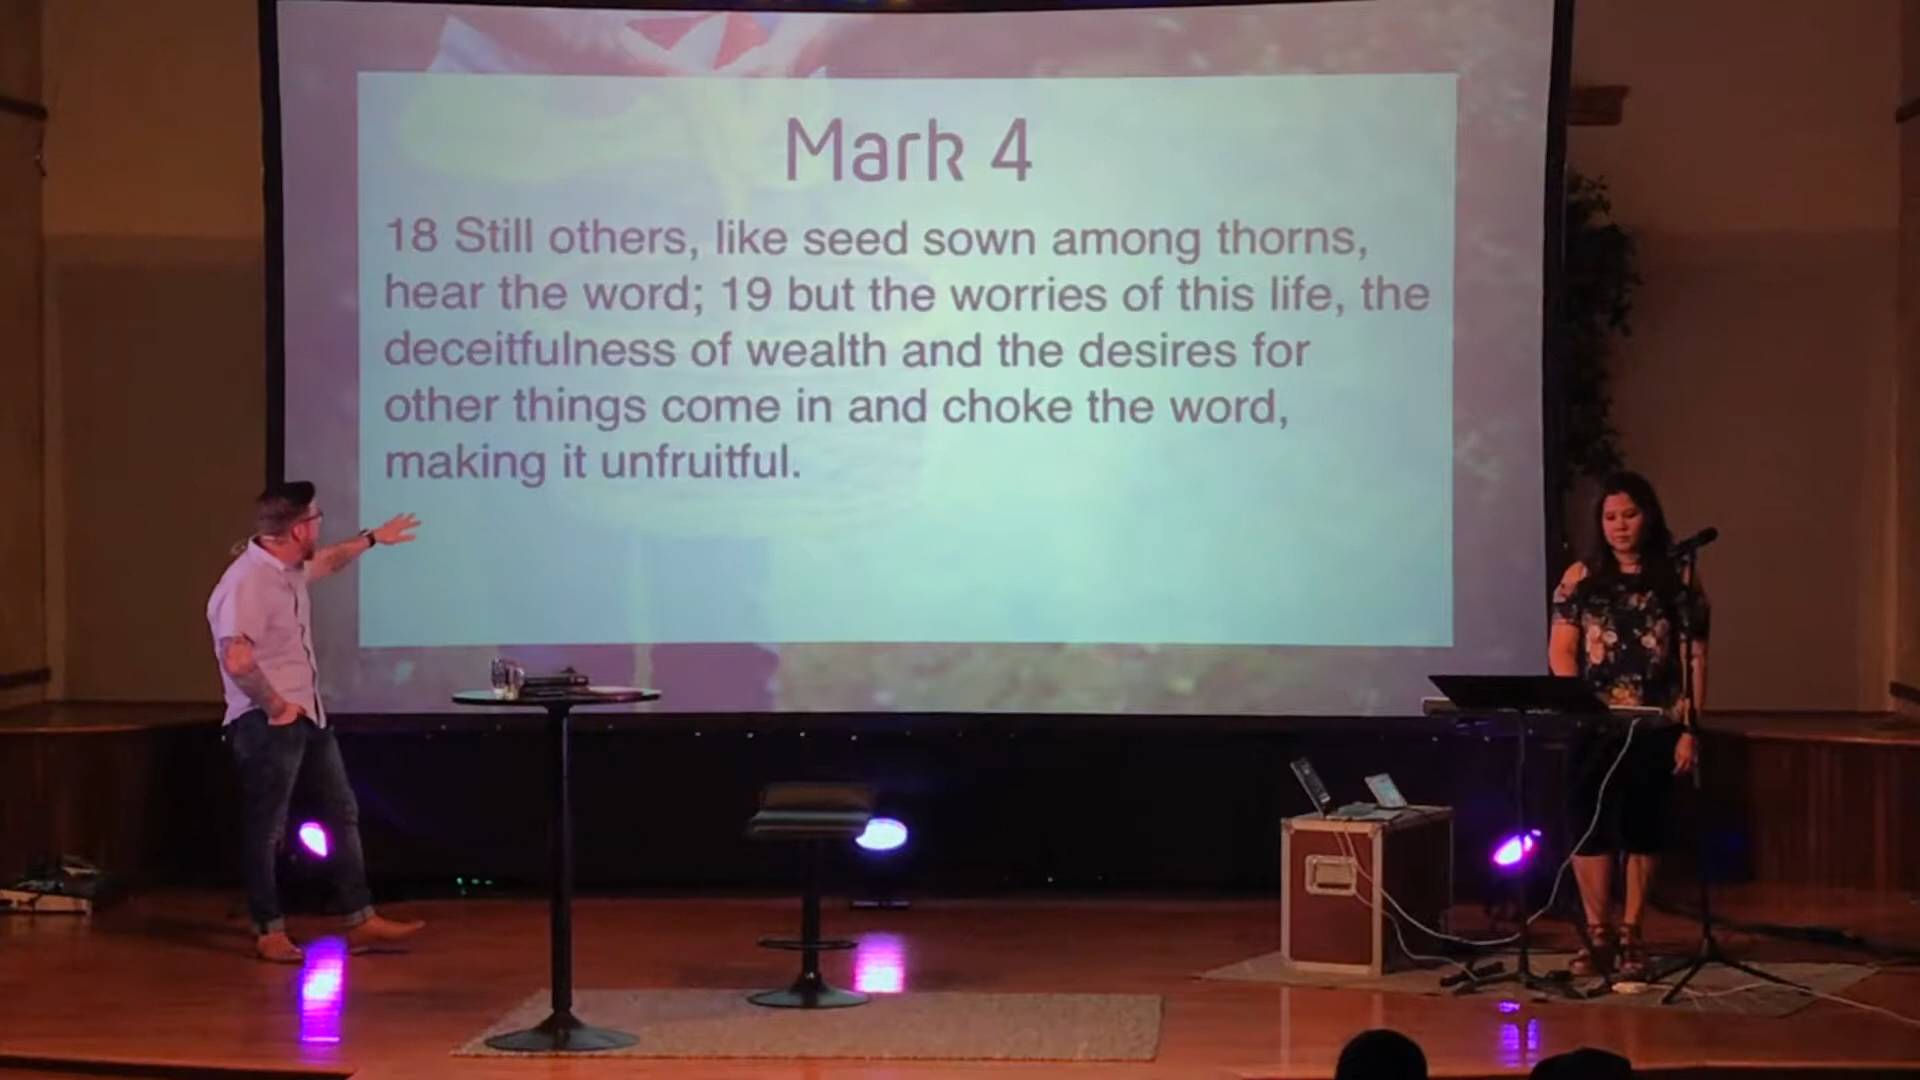 Mark 4
18 Still others, like seed sown among thorns,
hear the word; 19 but the worries of this life, the
deceitfulness of wealth and the desires for
other things come in and choke the word,
making it unfruitful.